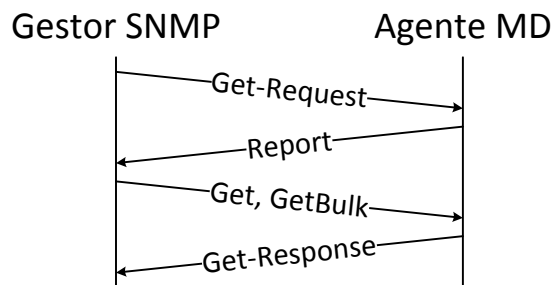 Gestor SNMP
Agente MD
Get-Request
Report
Get, GetBulk
Get-Response